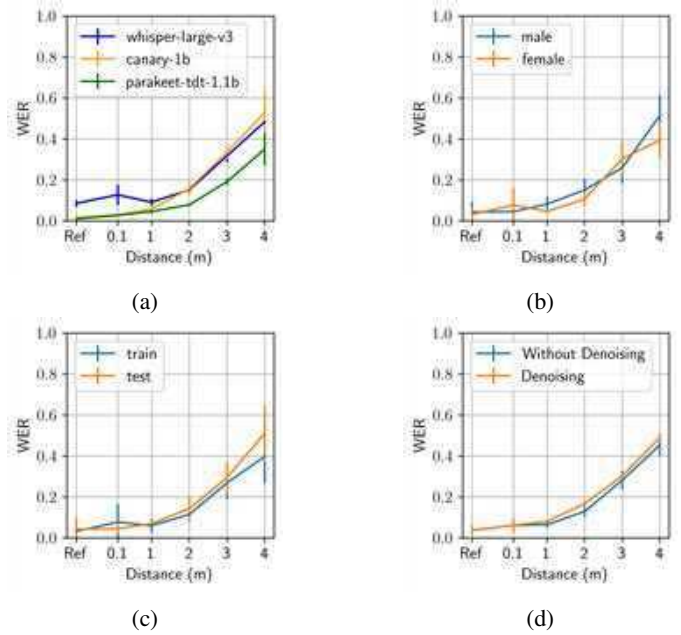 1.0
0.8
0.6
0.4
0.2
0.0
WER
whisper-large-v3
canary-1b
parakeet-tdt-1.1b
Ref 0.1 1 2 3 4
Distance (m)
(a)
1.0
0.8
0.6
0.4
0.2
0.0
WER
male
female
Ref 0.1 1 2 3 4
Distance (m)
(b)
1.0
0.8
0.6
0.4
0.2
0.0
WER
train
test
Ref 0.1 1 2 3 4
Distance (m)
(c)
1.0
0.8
0.6
0.4
0.2
0.0
WER
Without Denoising
Denoising
Ref 0.1 1 2 3 4
Distance (m)
(d)